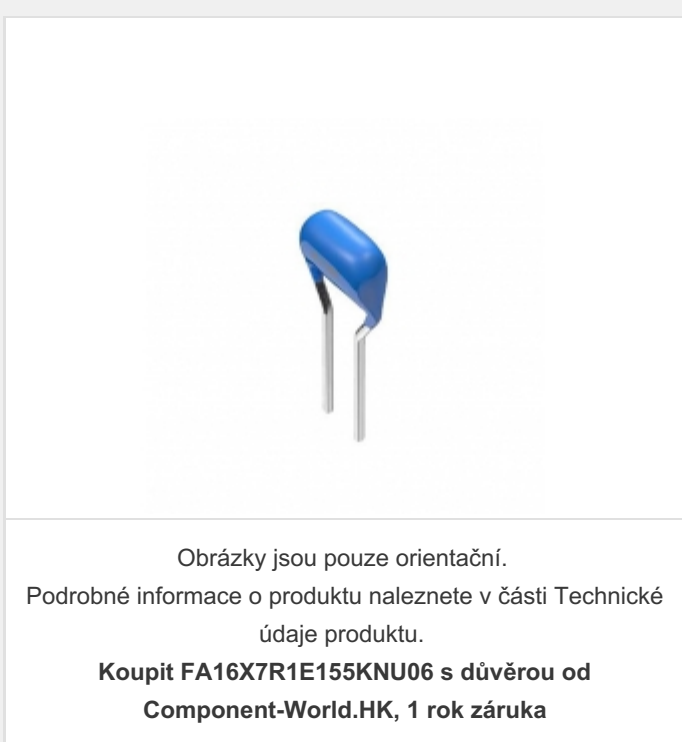 Obrázky jsou pouze orientační.
Podrobné informace o produktu naleznete v části Technické
údaje produktu.
Koupit FA16X7R1E155KNU06 s důvěrou od
Component-World.HK, 1 rok záruka